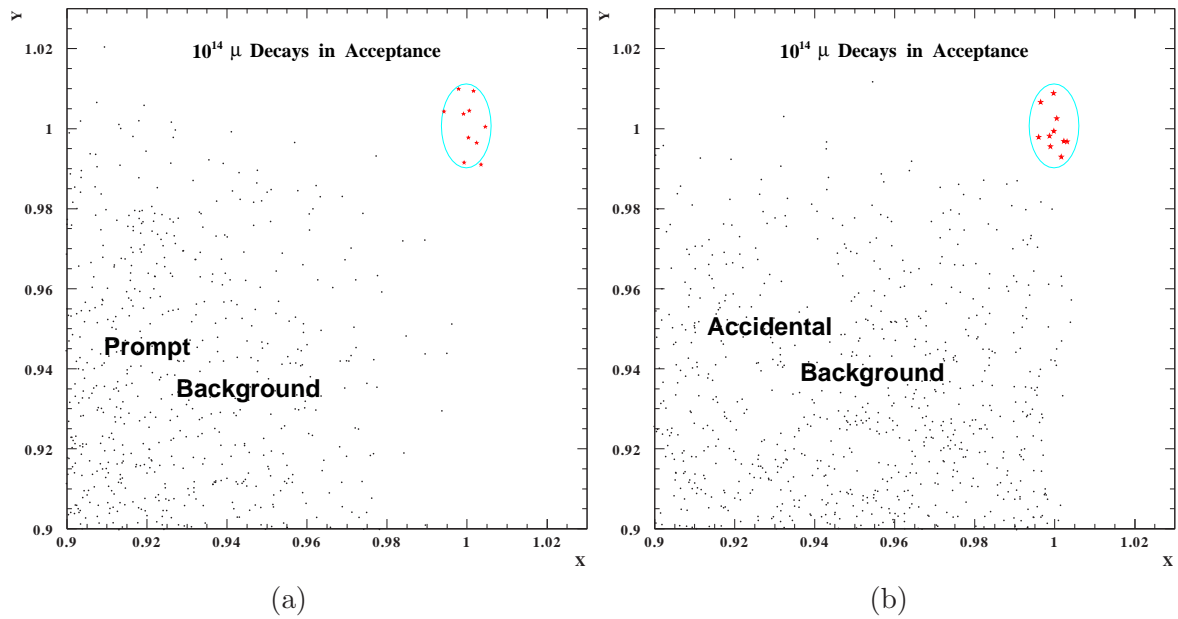 Y
1.02
1
0.98
0.96
0.94
0.92
0.9
10¹⁴ μ Decays in Acceptance
Prompt
Background
0.9 0.92 0.94 0.96 0.98 1 1.02
X
(a)
Y
1.02
1
0.98
0.96
0.94
0.92
0.9
10¹⁴ μ Decays in Acceptance
Accidental
Background
0.9 0.92 0.94 0.96 0.98 1 1.02
X
(b)